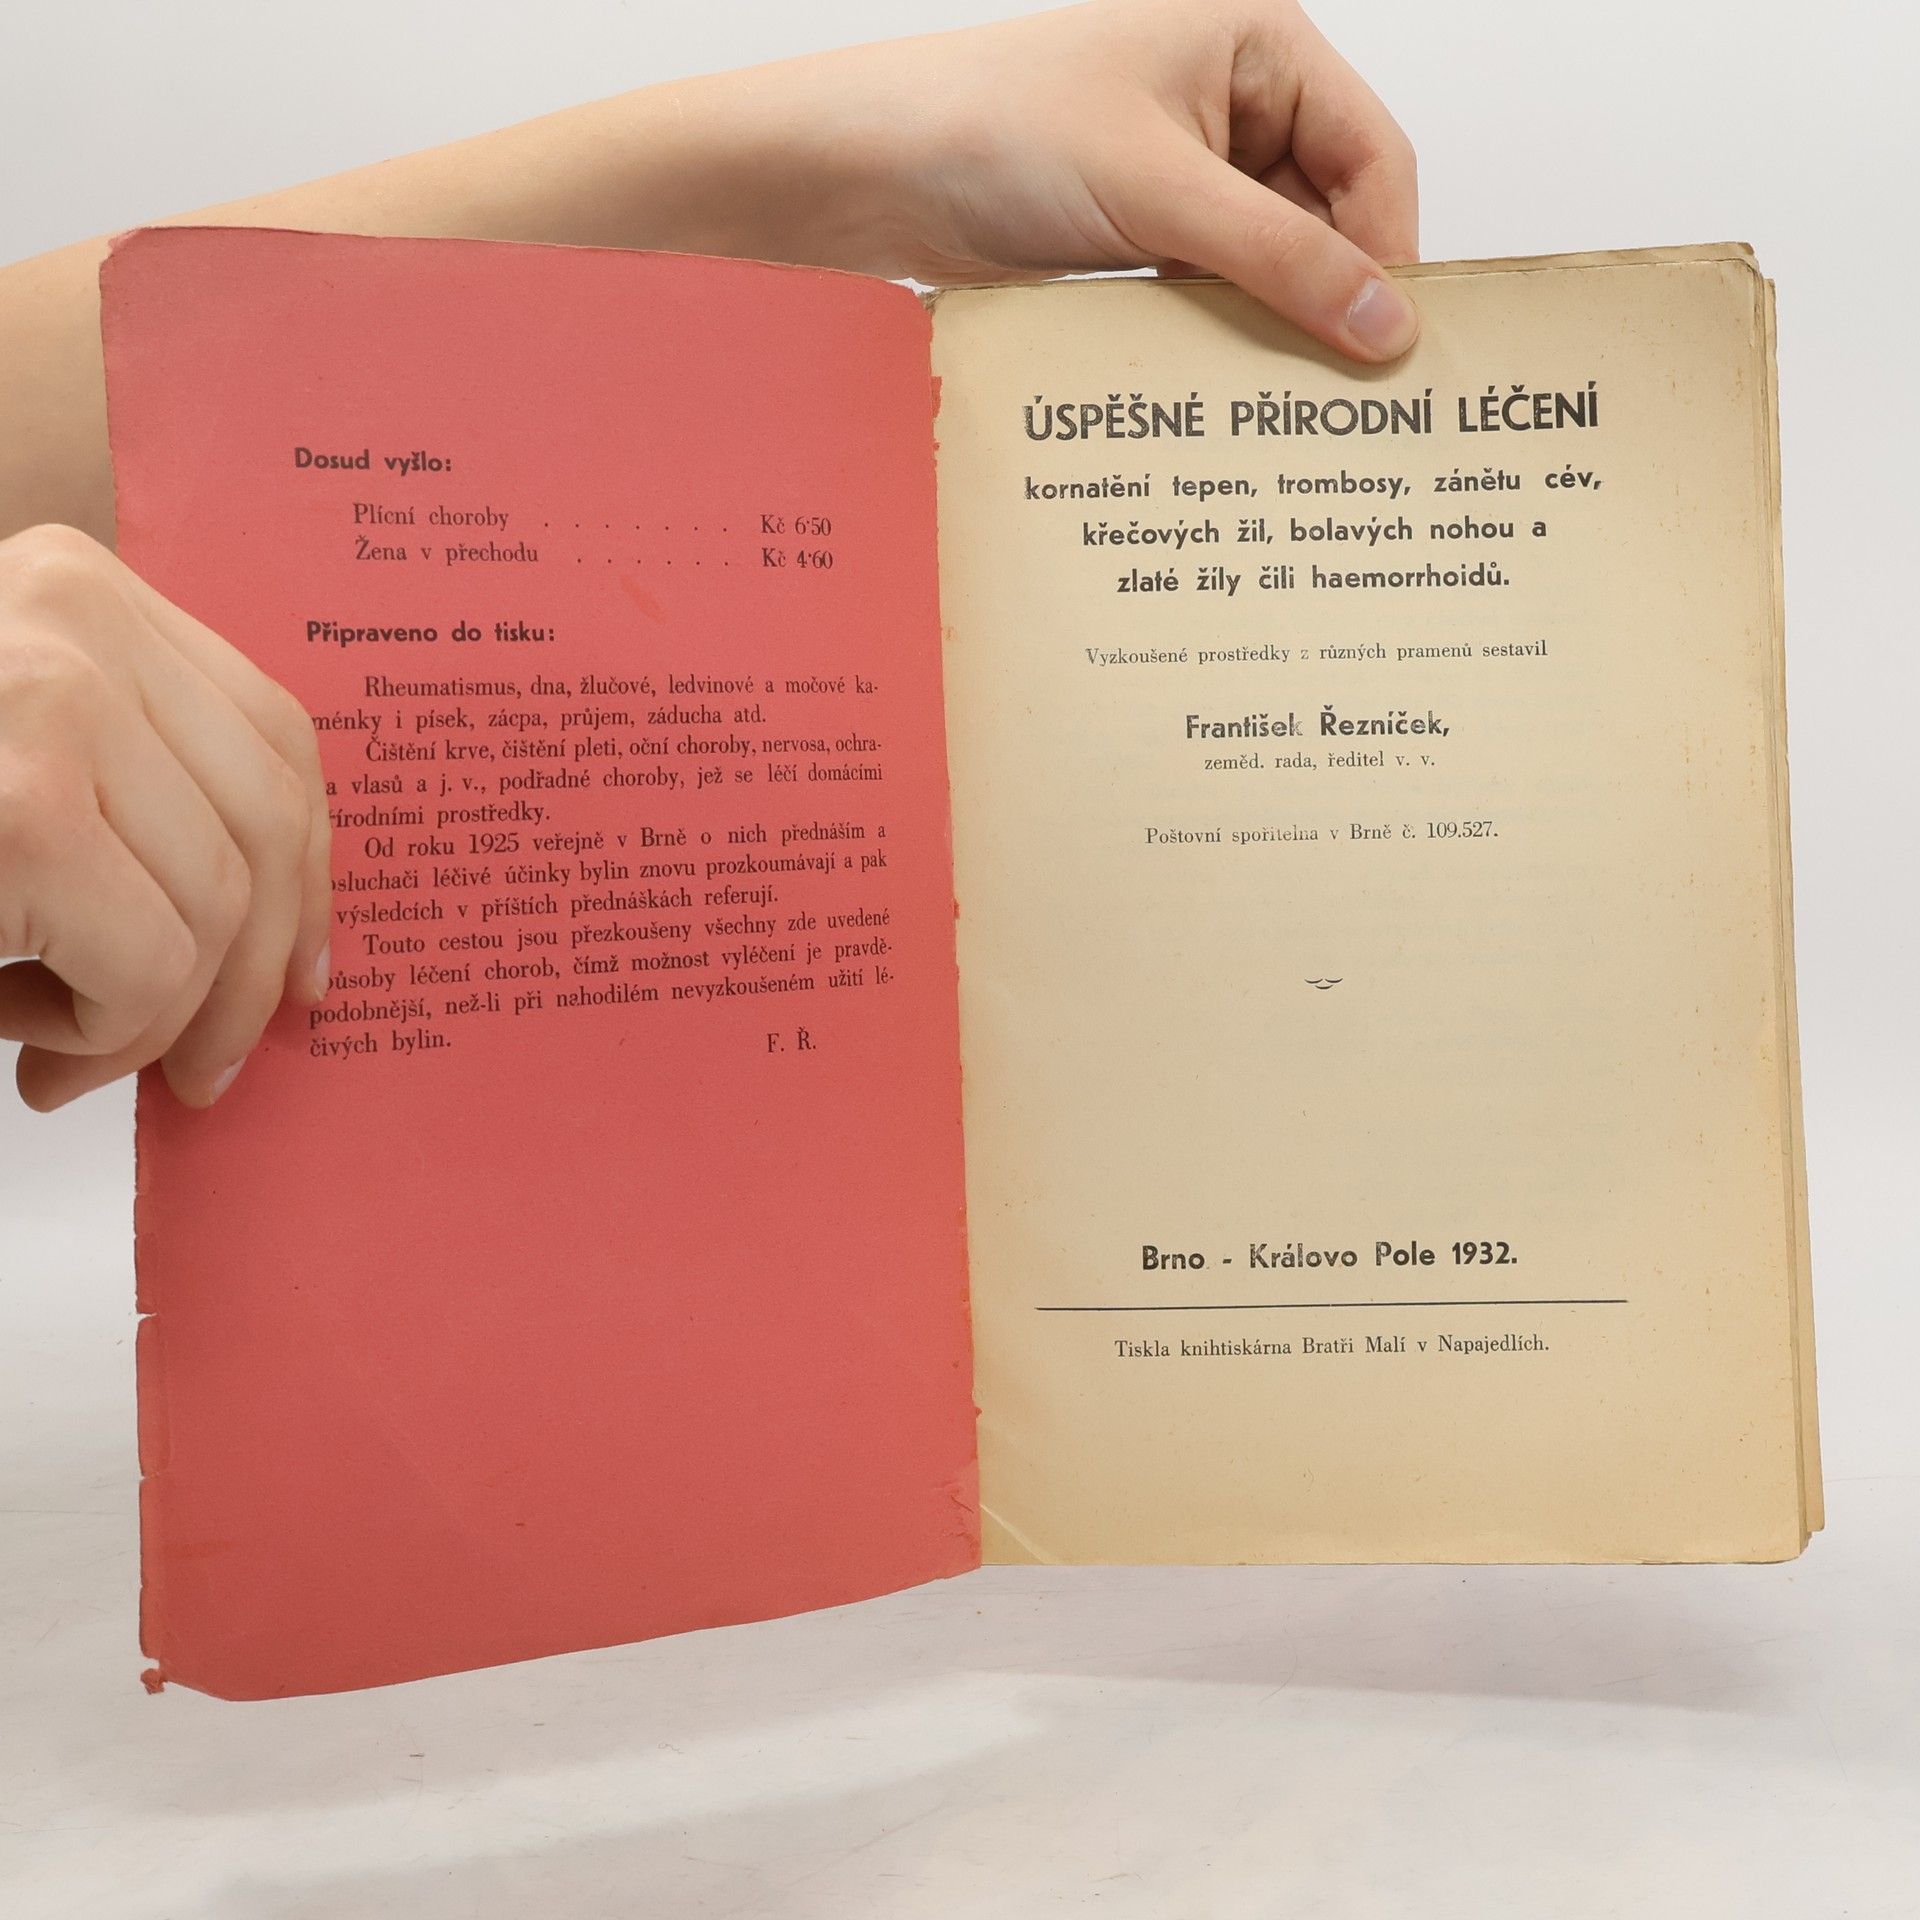 Dosud vyšlo:
Plícní choroby . . . . . . . Kč 6·50
Žena v přechodu . . . . . . Kč 4·60
Připraveno do tisku:
Rheumatismus, dna, žlučové, ledvinové a močové ka-
ménky i písek, zácpa, průjem, záducha atd.
Čištění krve, čištění pleti, oční choroby, nervosa, ochra-
a vlasů a j. v., podřadné choroby, jež se léčí domácími
írodními prostředky.
Od roku 1925 veřejně v Brně o nich přednáším a
osluchači léčivé účinky bylin znovu prozkoumávají a pak
výsledcích v příštích přednáškách referují.
Touto cestou jsou přezkoušeny všechny zde uvedené
ůsoby léčení chorob, čímž možnost vyléčení je pravdě-
podobnější, než-li při nahodilém nevyzkoušeném užití lé-
čivých bylin.
F. Ř.
ÚSPĚŠNÉ PŘÍRODNÍ LÉČENÍ
kornatění tepen, trombosy, zánětu cév,
křečových žil, bolavých nohou a
zlaté žíly čili haemorrhoidů.
Vyzkoušené prostředky z různých pramenů sestavil
František Řezníček,
zeměd. rada, ředitel v. v.
Poštovní spořitelna v Brně č. 109.527.
Brno - Královo Pole 1932.
Tiskla knihtiskárna Bratři Malí v Napajedlích.